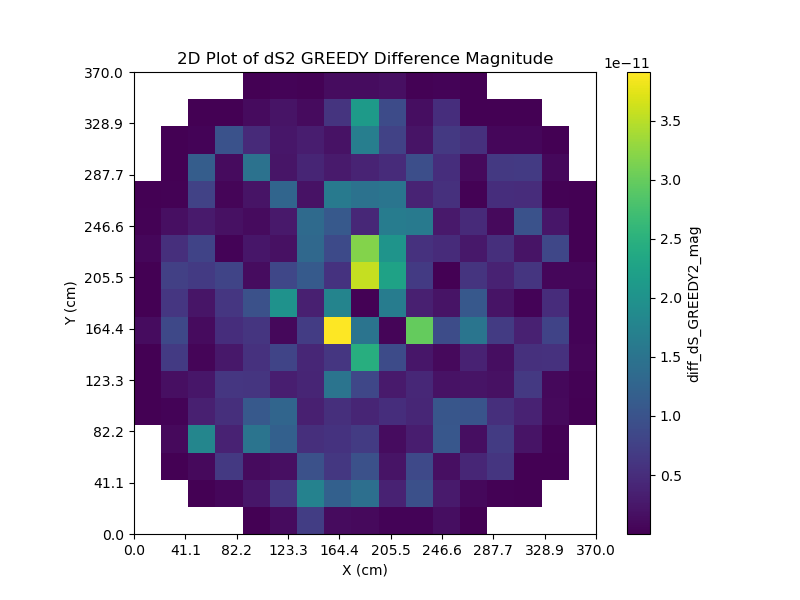 2D Plot of dS2 GREEDY Difference Magnitude
1e−11
370.0
328.9
287.7
246.6
205.5
164.4
123.3
82.2
41.1
0.0
Y (cm)
0.0 41.1 82.2 123.3 164.4 205.5 246.6 287.7 328.9 370.0
X (cm)
3.5
3.0
2.5
2.0
1.5
1.0
0.5
diff_dS_GREEDY2_mag